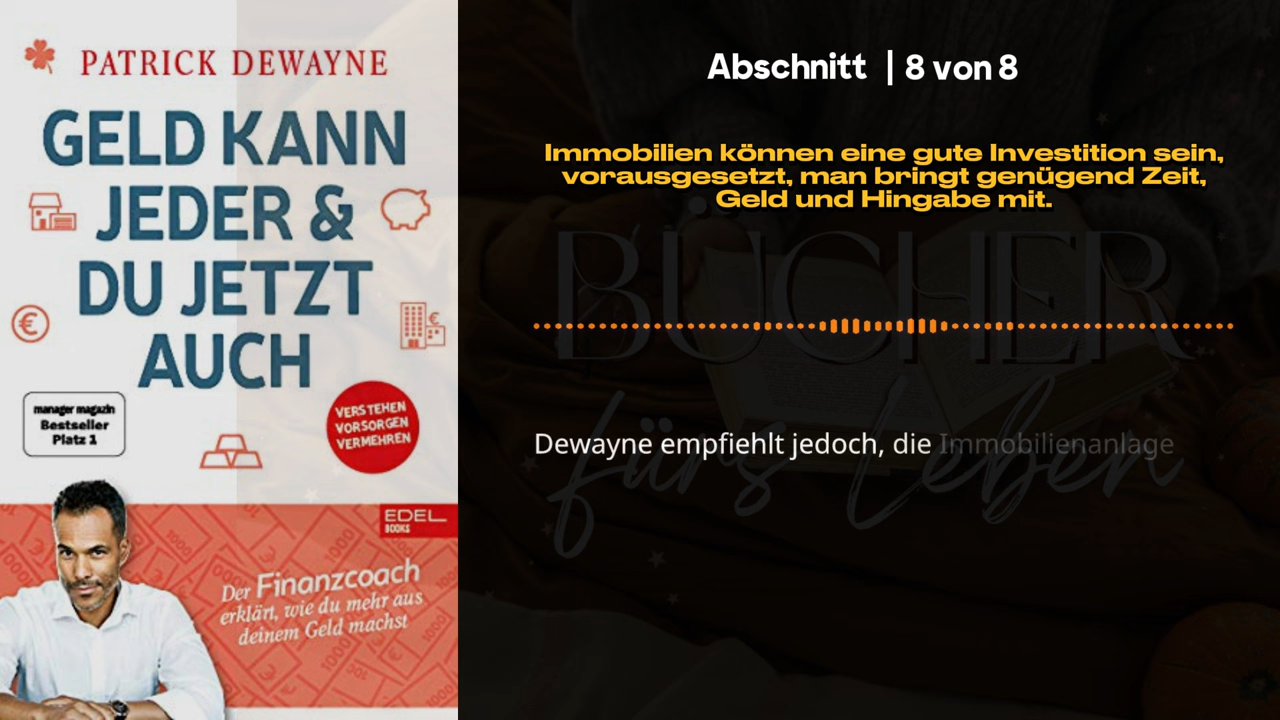 PATRICK DEWAYNE
GELD KANN
JEDER &
DU JETZT
AUCH
manager magazin
Bestseller
Platz 1
VERSTEHEN
VORSORGEN
VERMEHREN
EDEL
BOOKS
Der Finanzcoach
erklärt, wie du mehr aus
deinem Geld machst
Abschnitt | 8 von 8
Immobilien können eine gute Investition sein,
vorausgesetzt, man bringt genügend Zeit,
Geld und Hingabe mit.
BÜCHER
fürs Leben
Dewayne empfiehlt jedoch, die Immobilienanlage